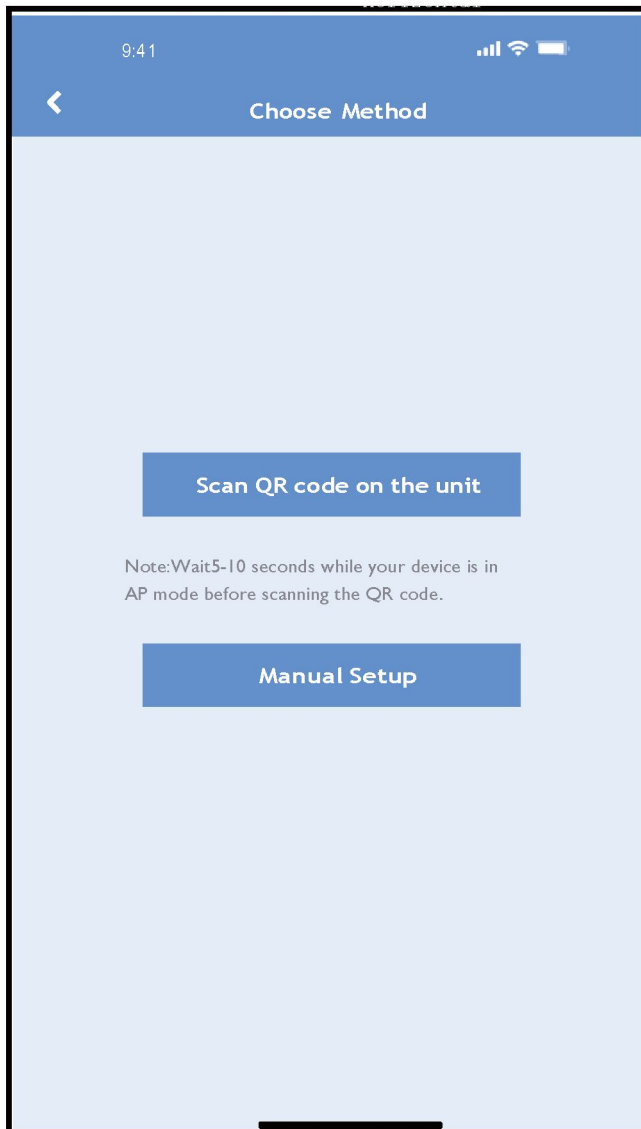 9:41
Choose Method
Scan QR code on the unit
Note:Wait5-10 seconds while your device is in
AP mode before scanning the QR code.
Manual Setup